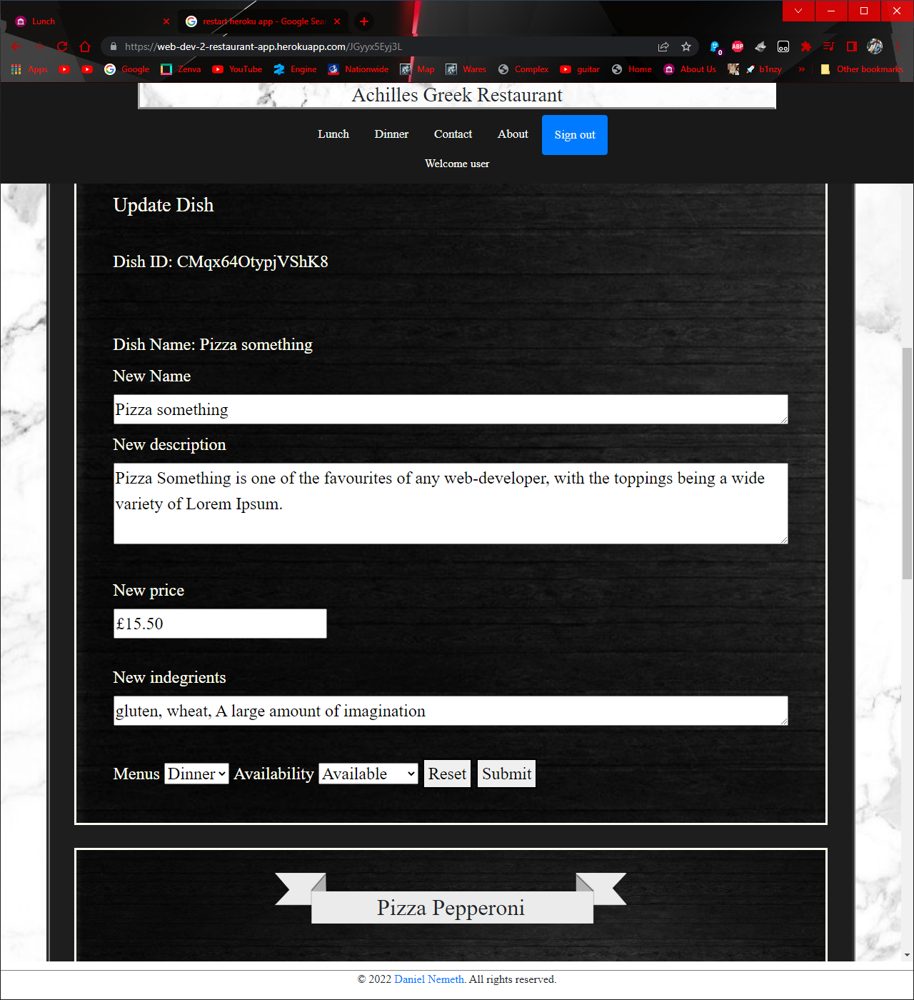 Lunch
restart heroku app - Google Sea
https://web-dev-2-restaurant-app.herokuapp.com/JGyyx5Eyj3L
0
ABP
Apps Google Zenva YouTube Engine Nationwide Map Wares Complex guitar Home About Us b1nzy » Other bookmarks
Achilles Greek Restaurant
Lunch Dinner Contact About Sign out
Welcome user
Update Dish
Dish ID: CMqx64OtypjVShK8
Dish Name: Pizza something
New Name
Pizza something
New description
Pizza Something is one of the favourites of any web-developer, with the toppings being a wide
variety of Lorem Ipsum.
New price
£15.50
New indegrients
gluten, wheat, A large amount of imagination
Menus Dinner Availability Available Reset Submit
Pizza Pepperoni
© 2022 Daniel Nemeth. All rights reserved.